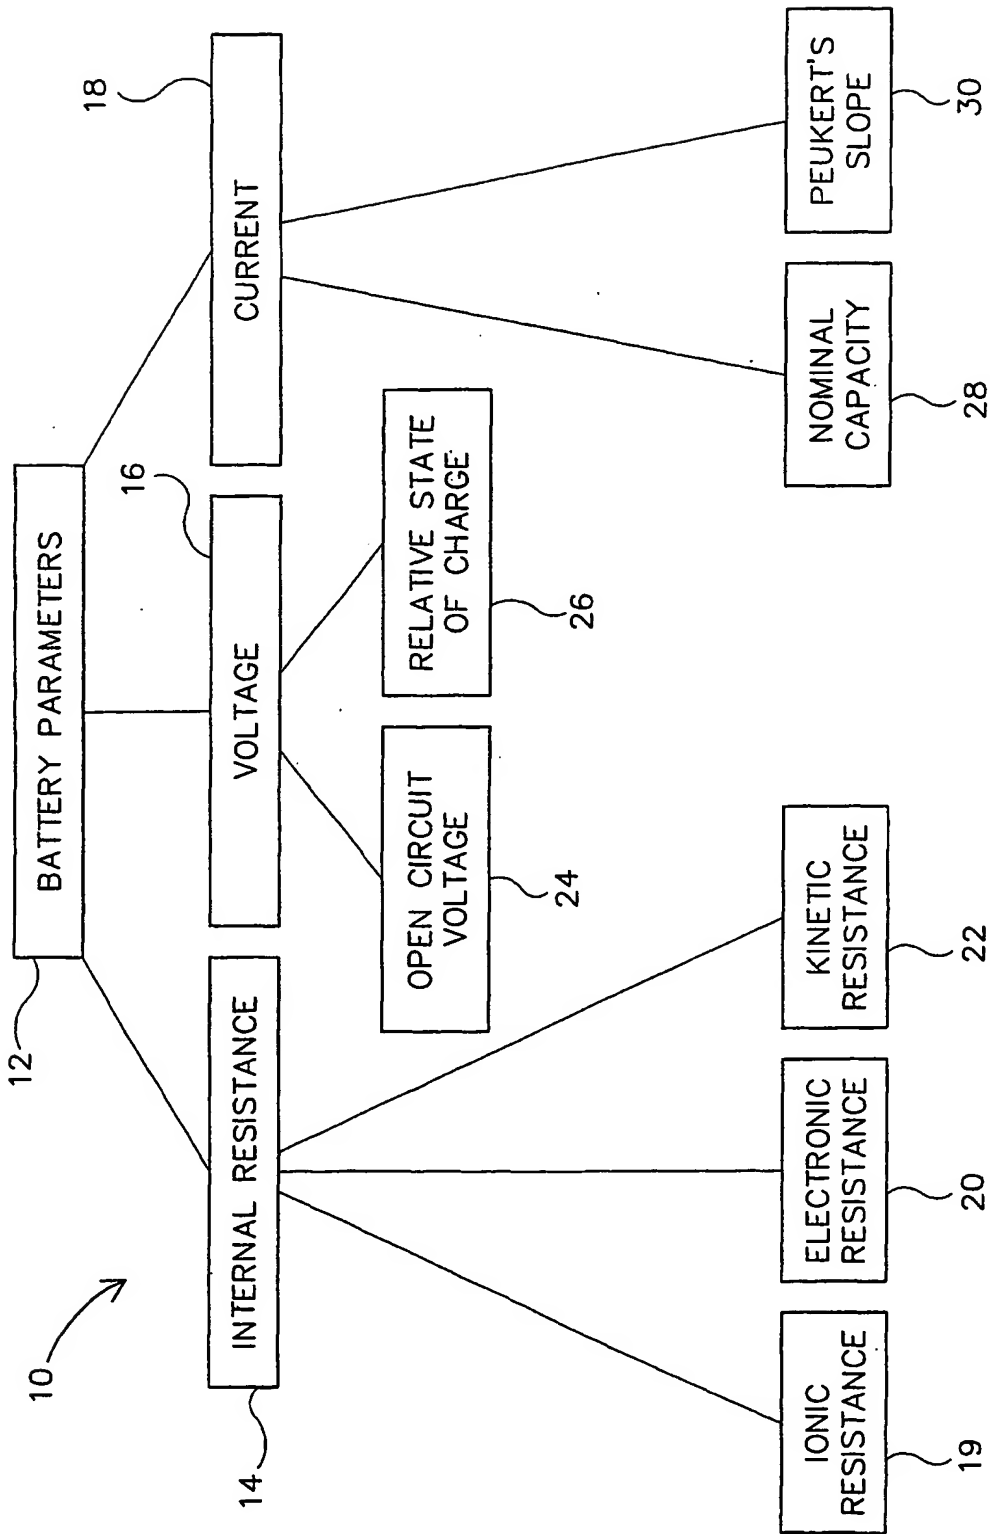 10
12
BATTERY PARAMETERS
14
INTERNAL RESISTANCE
16
VOLTAGE
18
CURRENT
OPEN CIRCUIT
VOLTAGE
24
RELATIVE STATE
OF CHARGE
26
IONIC
RESISTANCE
19
ELECTRONIC
RESISTANCE
20
KINETIC
RESISTANCE
22
NOMINAL
CAPACITY
28
PEUKERT'S
SLOPE
30